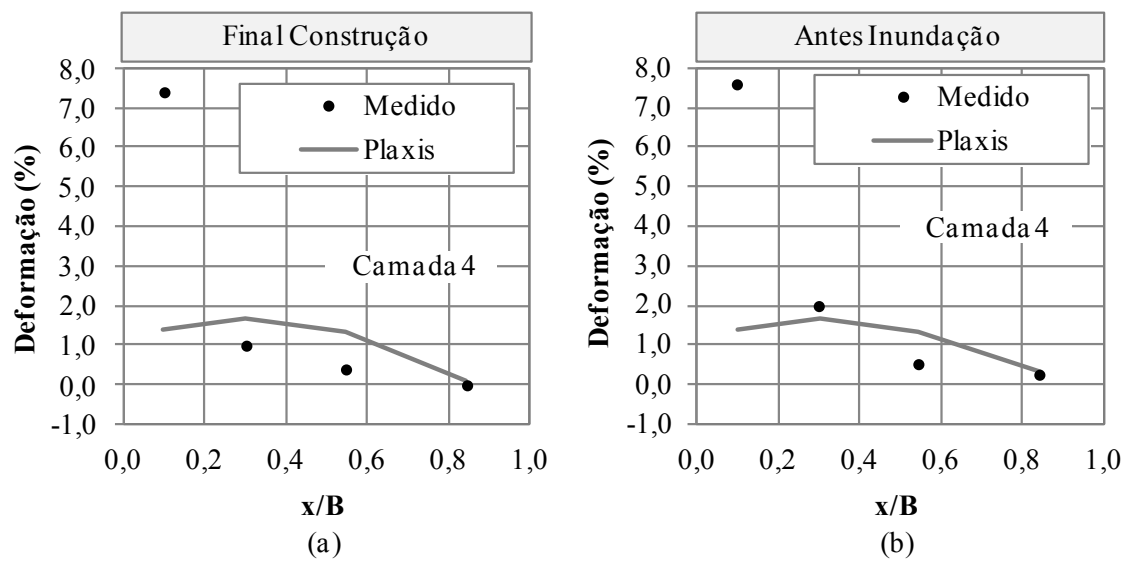 Final Construção
8,0
7,0
6,0
5,0
4,0
3,0
2,0
1,0
0,0
-1,0
Deformação (%)
Medido
Plaxis
Camada 4
0,0 0,2 0,4 0,6 0,8 1,0
x/B
(a)
Antes Inundação
8,0
7,0
6,0
5,0
4,0
3,0
2,0
1,0
0,0
-1,0
Deformação (%)
Medido
Plaxis
Camada 4
0,0 0,2 0,4 0,6 0,8 1,0
x/B
(b)